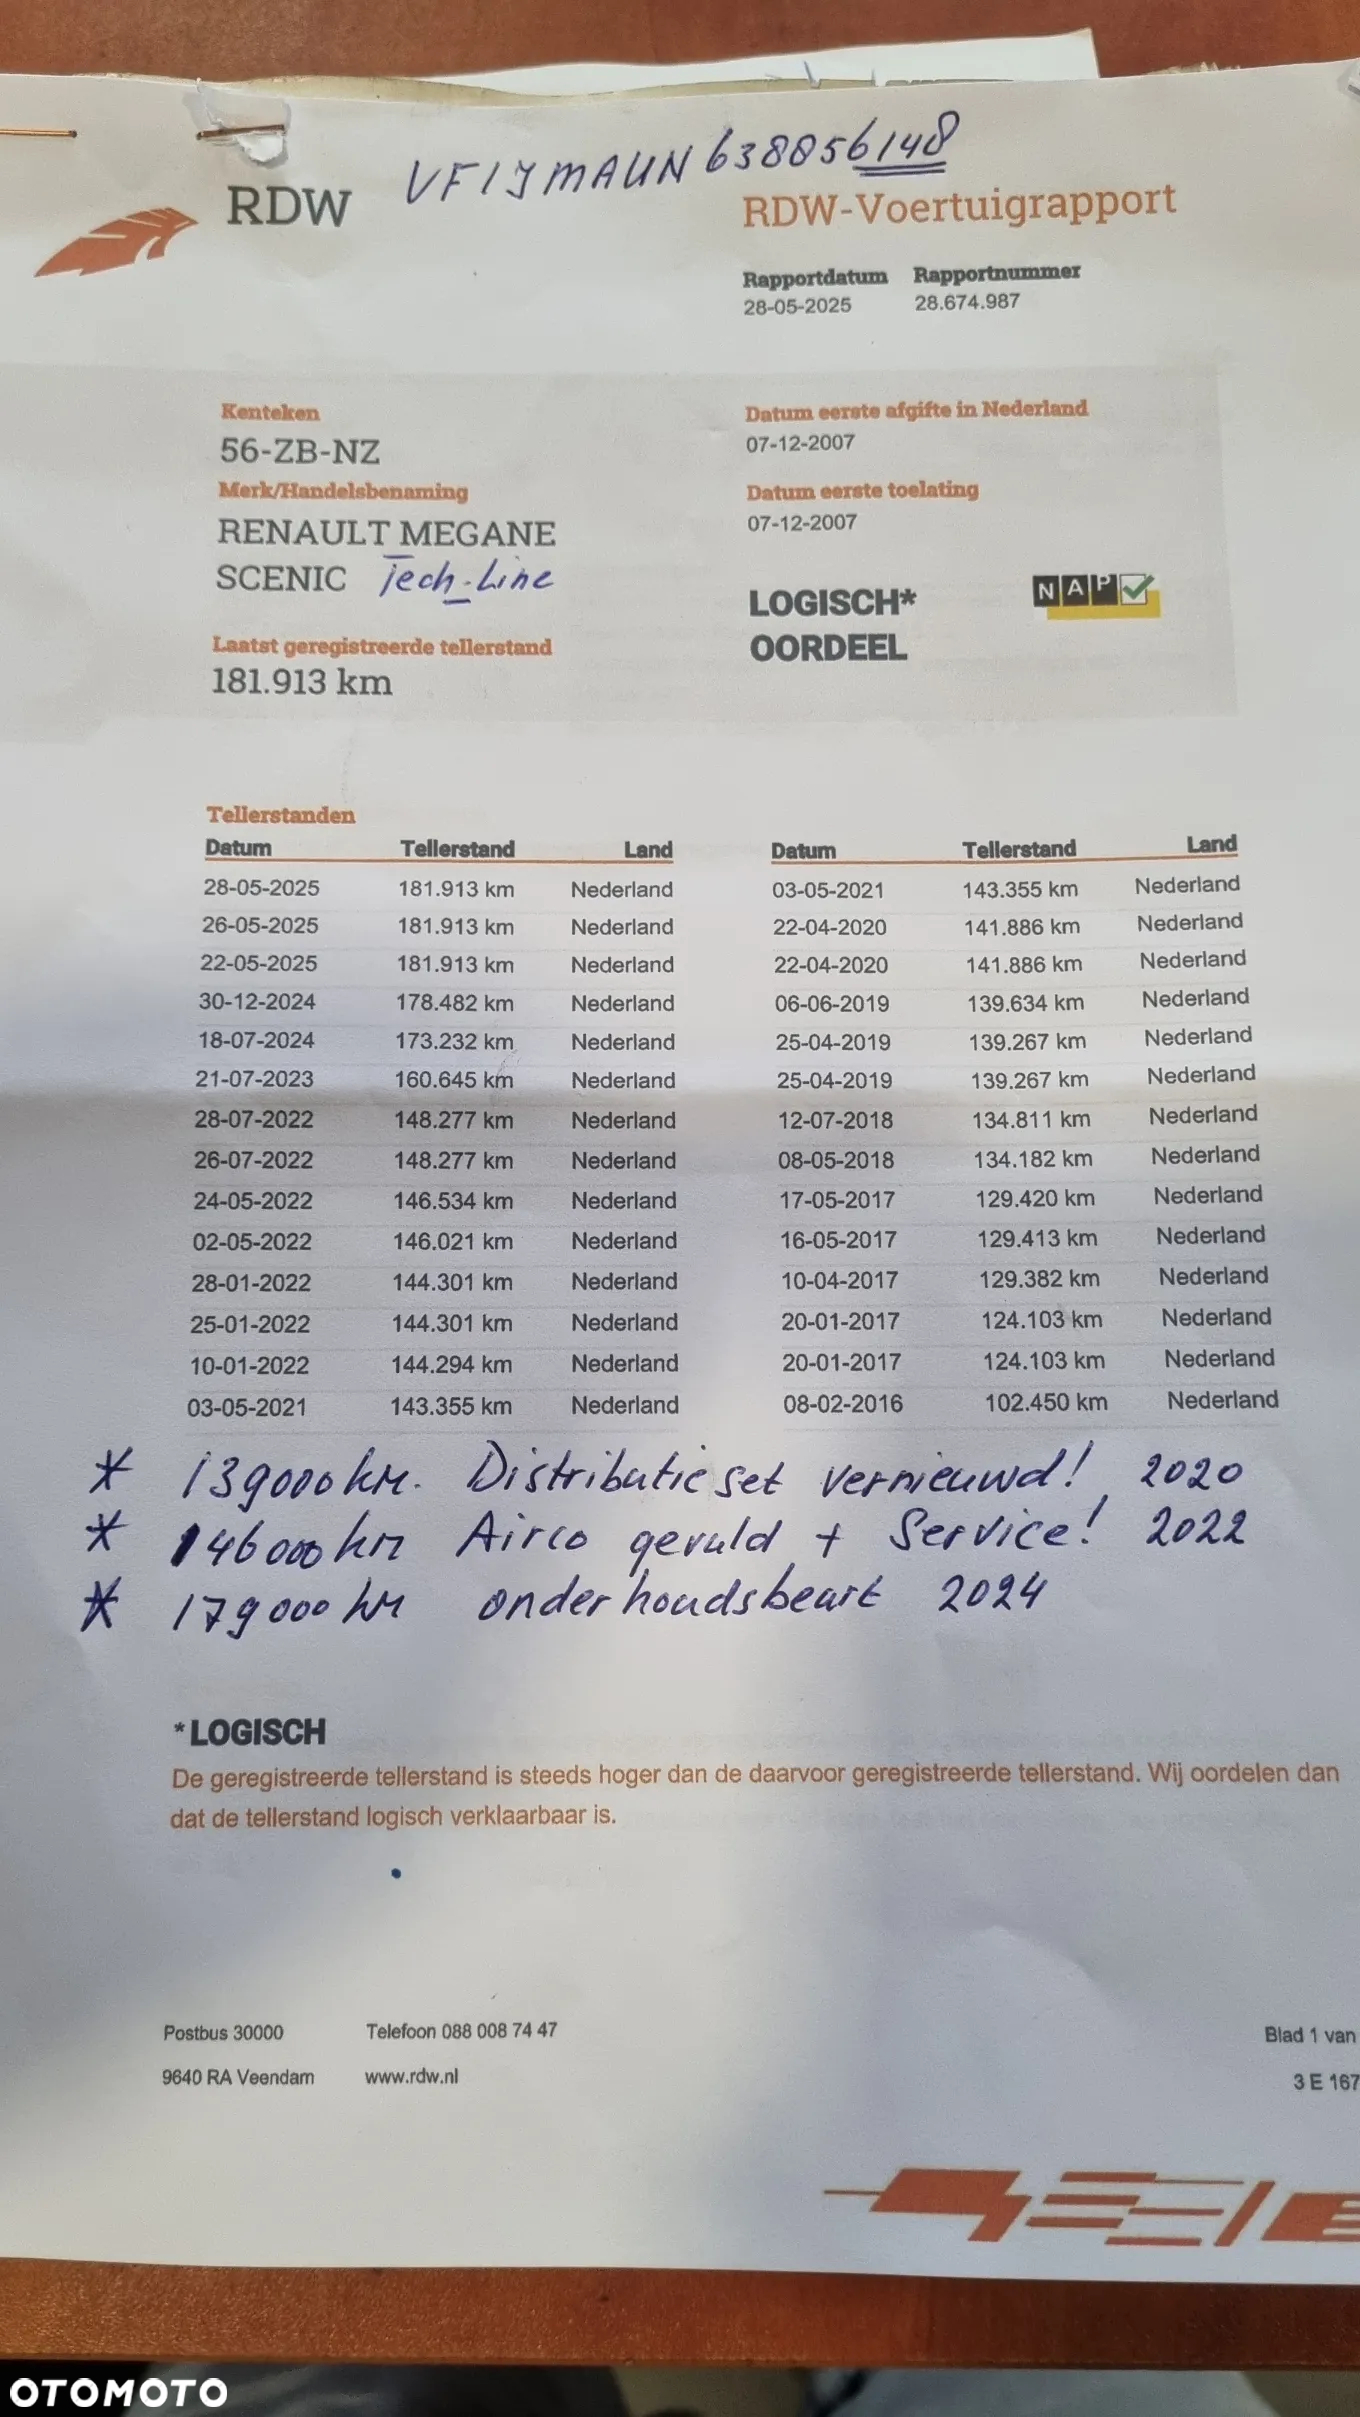 VF1JMAUN638856148
RDW
RDW-Voertuigrapport
Rapportdatum Rapportnummer
28-05-2025 28.674.987
Kenteken
56-ZB-NZ
Merk/Handelsbenaming
RENAULT MEGANE
SCENIC Tech-Line
Laatst geregistreerde tellerstand
181.913 km
Datum eerste afgifte in Nederland
07-12-2007
Datum eerste toelating
07-12-2007
LOGISCH*
OORDEEL
NAP
Tellerstanden
Datum Tellerstand Land
28-05-2025 181.913 km Nederland
26-05-2025 181.913 km Nederland
22-05-2025 181.913 km Nederland
30-12-2024 178.482 km Nederland
18-07-2024 173.232 km Nederland
21-07-2023 160.645 km Nederland
28-07-2022 148.277 km Nederland
26-07-2022 148.277 km Nederland
24-05-2022 146.534 km Nederland
02-05-2022 146.021 km Nederland
28-01-2022 144.301 km Nederland
25-01-2022 144.301 km Nederland
10-01-2022 144.294 km Nederland
03-05-2021 143.355 km Nederland
Datum Tellerstand Land
03-05-2021 143.355 km Nederland
22-04-2020 141.886 km Nederland
22-04-2020 141.886 km Nederland
06-06-2019 139.634 km Nederland
25-04-2019 139.267 km Nederland
25-04-2019 139.267 km Nederland
12-07-2018 134.811 km Nederland
08-05-2018 134.182 km Nederland
17-05-2017 129.420 km Nederland
16-05-2017 129.413 km Nederland
10-04-2017 129.382 km Nederland
20-01-2017 124.103 km Nederland
20-01-2017 124.103 km Nederland
08-02-2016 102.450 km Nederland
* 139000 km. Distributie set vernieuwd! 2020
* 146000 km Airco gevuld + Service! 2022
* 179000 km onderhoudsbeurt 2024
*LOGISCH
De geregistreerde tellerstand is steeds hoger dan de daarvoor geregistreerde tellerstand. Wij oordelen dan
dat de tellerstand logisch verklaarbaar is.
Postbus 30000 Telefoon 088 008 74 47
9640 RA Veendam www.rdw.nl
Blad 1 van
3 E 167
OTOMOTO